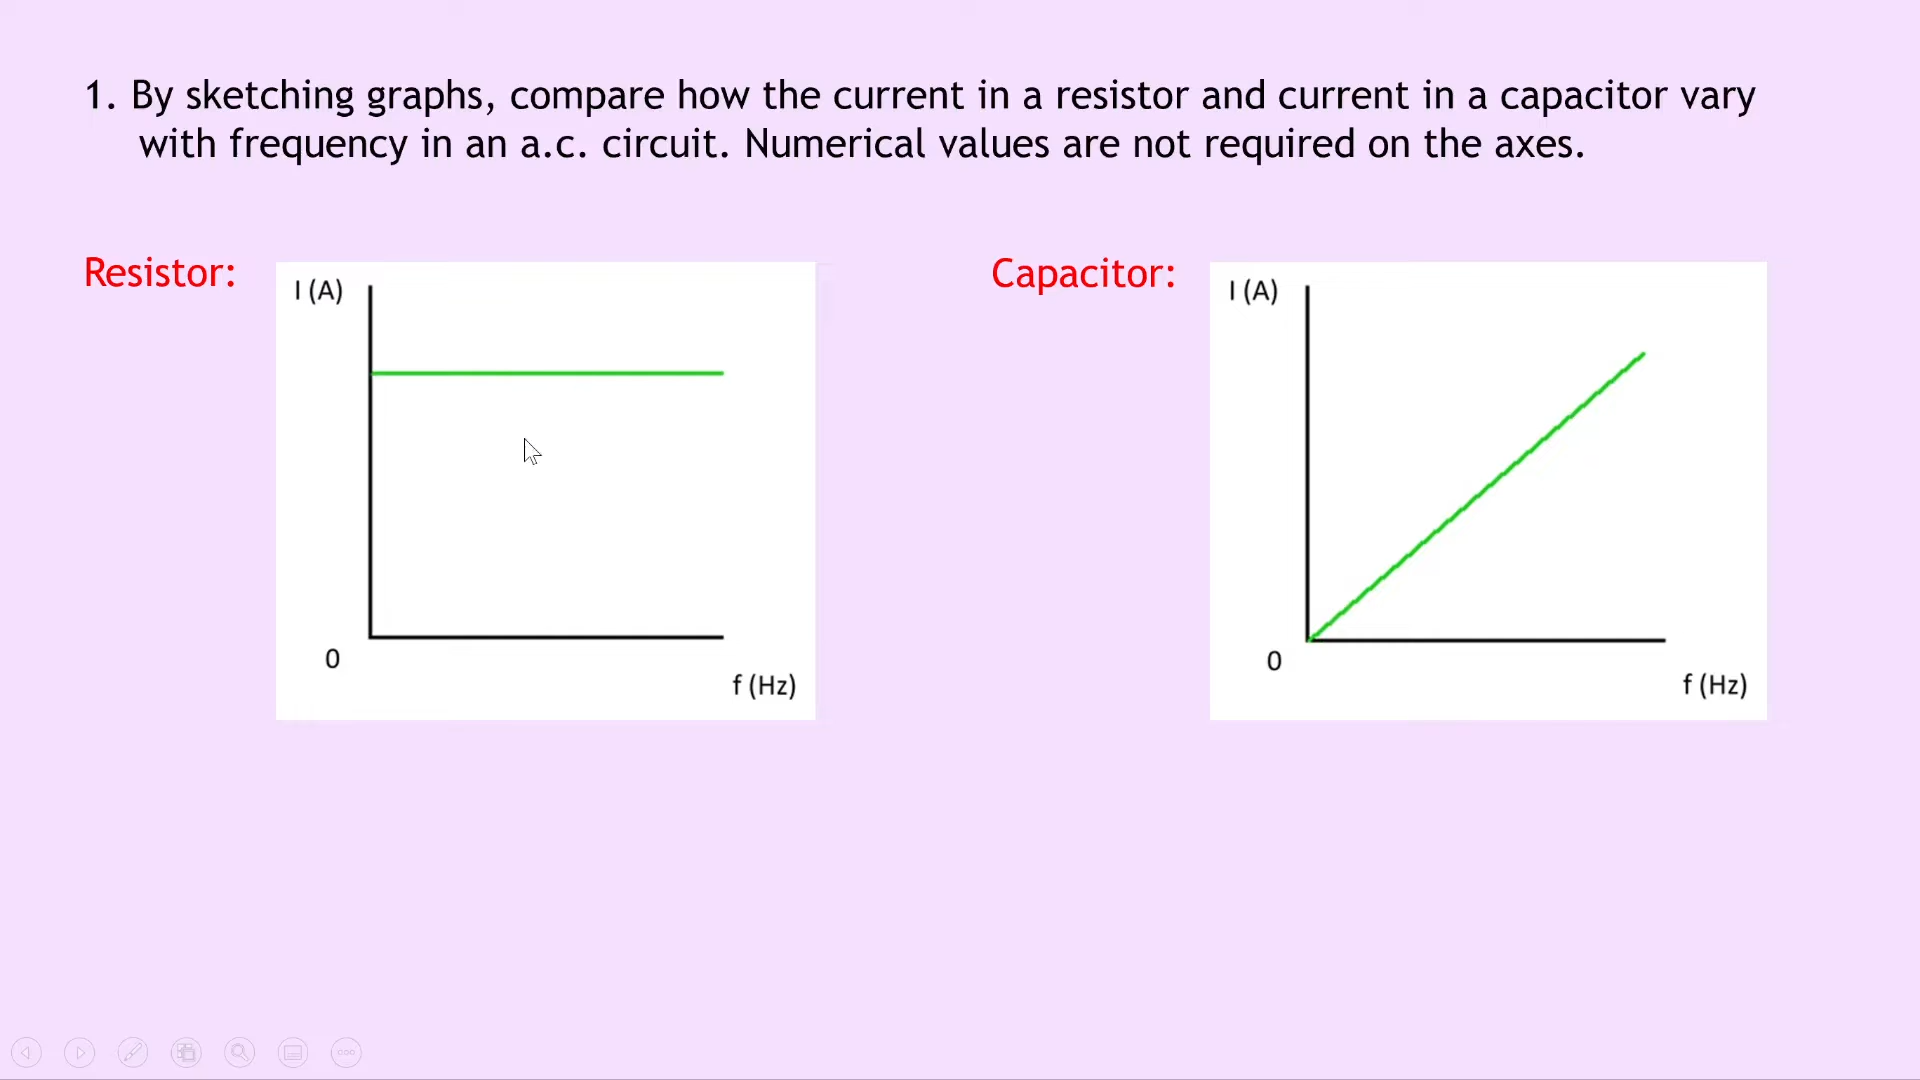 1. By sketching graphs, compare how the current in a resistor and current in a capacitor vary
with frequency in an a.c. circuit. Numerical values are not required on the axes.
Resistor:
I (A)
0
f (Hz)
Capacitor:
I (A)
0
f (Hz)